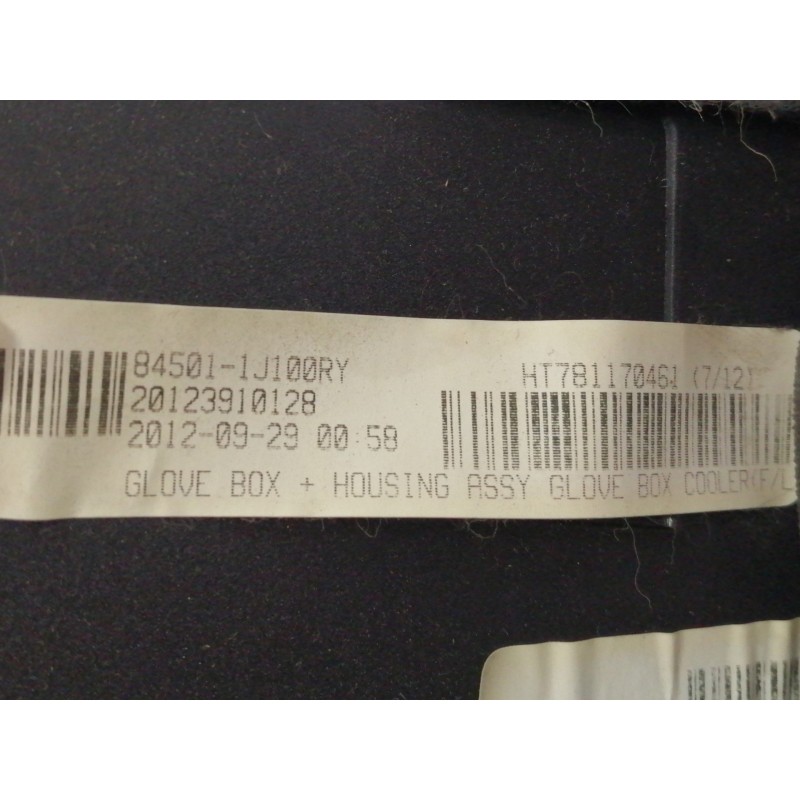 84501-1J100RY
20123910128
2012-09-29 00:58
HT781170461 (7/12)
GLOVE BOX + HOUSING ASSY GLOVE BOX COOLER(F/L